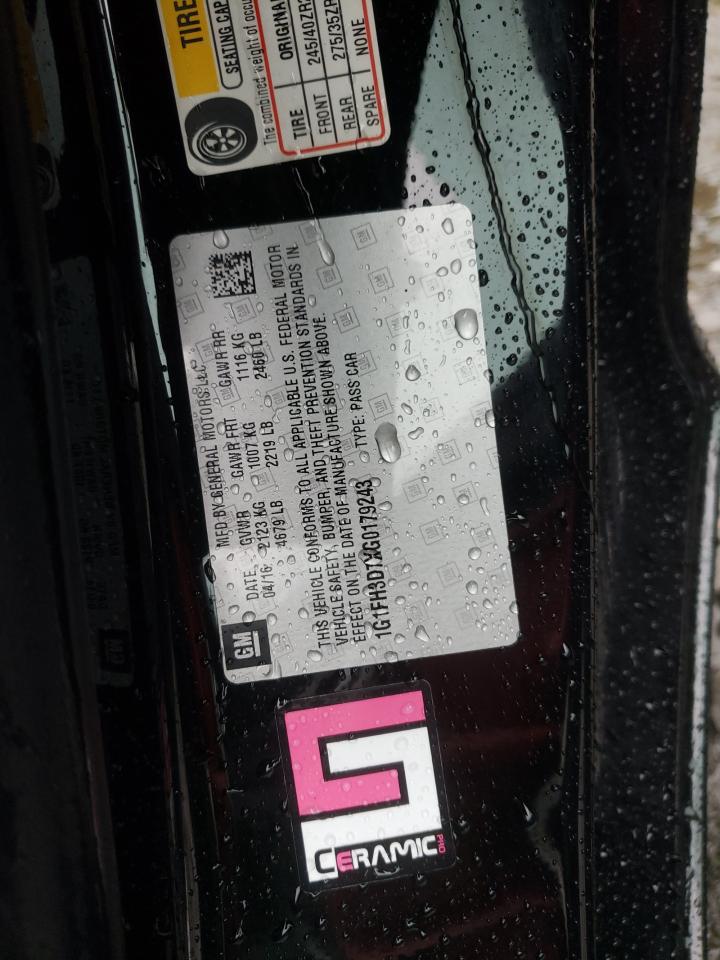 TIRE
SEATING CAP
The combined weight of occu
TIRE ORIGINAL
FRONT 245/40ZR2
REAR 275/35ZR
SPARE NONE
GM
MFD BY GENERAL MOTORS LLC
DATE GVWR GAWR FRT GAWR RR
04/16 2123 KG 1007 KG 1116 KG
4679 LB 2219 LB 2460 LB
THIS VEHICLE CONFORMS TO ALL APPLICABLE U.S. FEDERAL MOTOR
VEHICLE SAFETY, BUMPER, AND THEFT PREVENTION STANDARDS IN
EFFECT ON THE DATE OF MANUFACTURE SHOWN ABOVE.
TYPE: PASS CAR
CERAMIC
PRO